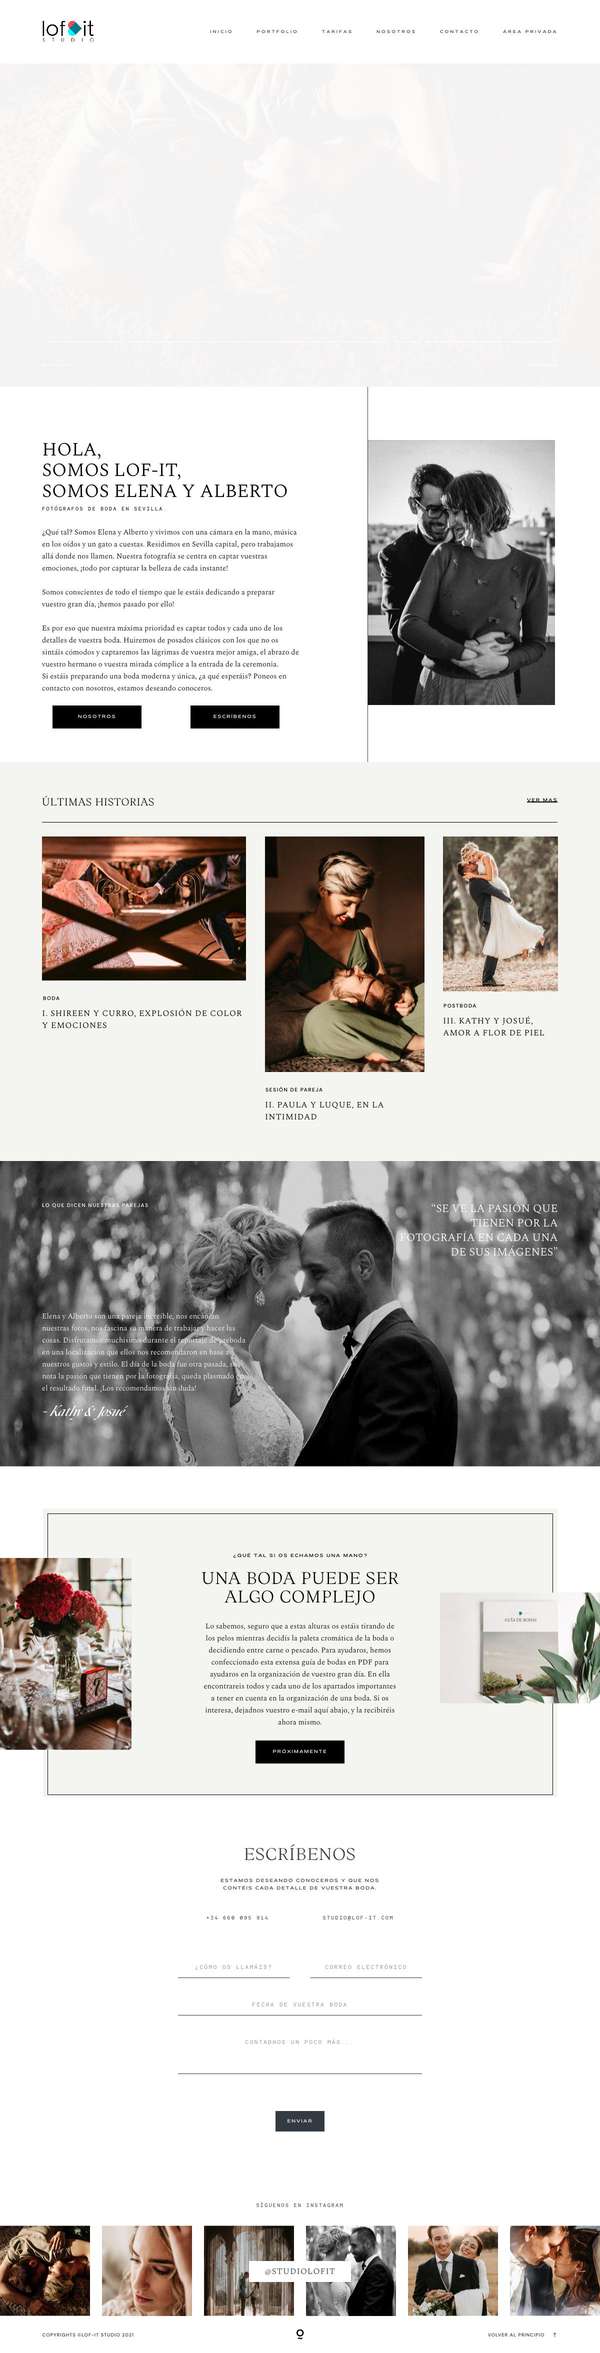 lof it
STUDIO
INICIO
PORTFOLIO
TARIFAS
NOSOTROS
CONTACTO
ÁREA PRIVADA
HOLA,
SOMOS LOF-IT,
SOMOS ELENA Y ALBERTO
FOTÓGRAFOS DE BODA EN SEVILLA.
¿Qué tal? Somos Elena y Alberto y vivimos con una cámara en la mano, música
en los oídos y un gato a cuestas. Residimos en Sevilla capital, pero trabajamos
allá donde nos llamen. Nuestra fotografía se centra en captar vuestras
emociones, ¡todo por capturar la belleza de cada instante!
Somos conscientes de todo el tiempo que le estáis dedicando a preparar
vuestro gran día, ¡hemos pasado por ello!
Es por eso que nuestra máxima prioridad es captar todos y cada uno de los
detalles de vuestra boda. Huiremos de posados clásicos con los que no os
sintáis cómodos y captaremos las lágrimas de vuestra mejor amiga, el abrazo de
vuestro hermano o vuestra mirada cómplice a la entrada de la ceremonia.
Si estáis preparando una boda moderna y única, ¿a qué esperáis? Poneos en
contacto con nosotros, estamos deseando conoceros.
NOSOTROS
ESCRÍBENOS
ÚLTIMAS HISTORIAS
VER MAS
BODA
I. SHIREEN Y CURRO, EXPLOSIÓN DE COLOR
Y EMOCIONES
SESIÓN DE PAREJA
II. PAULA Y LUQUE, EN LA
INTIMIDAD
POSTBODA
III. KATHY Y JOSUÉ,
AMOR A FLOR DE PIEL
LO QUE DICEN NUESTRAS PAREJAS
"SE VE LA PASIÓN QUE
TIENEN POR LA
FOTOGRAFÍA EN CADA UNA
DE SUS IMÁGENES"
Elena y Alberto son una pareja increíble, nos encantan
nuestras fotos, nos fascina su manera de trabajar y hacer las
cosas. Disfrutamos muchísimo durante el reportaje de preboda
en una localización que ellos nos recomendaron en base a
nuestros gustos y estilo. El día de la boda fue otra pasada, se
nota la pasión que tienen por la fotografía, queda plasmado en
el resultado final. ¡Los recomendamos sin duda!
- Kathy & Josué
¿QUÉ TAL SI OS ECHAMOS UNA MANO?
UNA BODA PUEDE SER
ALGO COMPLEJO
Lo sabemos, seguro que a estas alturas os estáis tirando de
los pelos mientras decidís la paleta cromática de la boda o
decidiendo entre carne o pescado. Para ayudaros, hemos
confeccionado esta extensa guía de bodas en PDF para
ayudaros en la organización de vuestro gran día. En ella
encontrareis todos y cada uno de los apartados importantes
a tener en cuenta en la organización de una boda. Si os
interesa, dejadnos vuestro e-mail aquí abajo, y la recibiréis
ahora mismo.
GUÍA DE BODAS
PRÓXIMAMENTE
ESCRÍBENOS
ESTAMOS DESEANDO CONOCEROS Y QUE NOS
CONTÉIS CADA DETALLE DE VUESTRA BODA.
STUDIO@LOF-IT.COM
¿CÓMO OS LLAMÁIS?
CORREO ELECTRÓNICO
FECHA DE VUESTRA BODA
CONTADNOS UN POCO MÁS..
ENVIAR
SÍGUENOS EN INSTAGRAM
@STUDIOLOFIT
COPYRIGHTS ©LOF-IT STUDIO 2021
VOLVER AL PRINCIPIO ↑